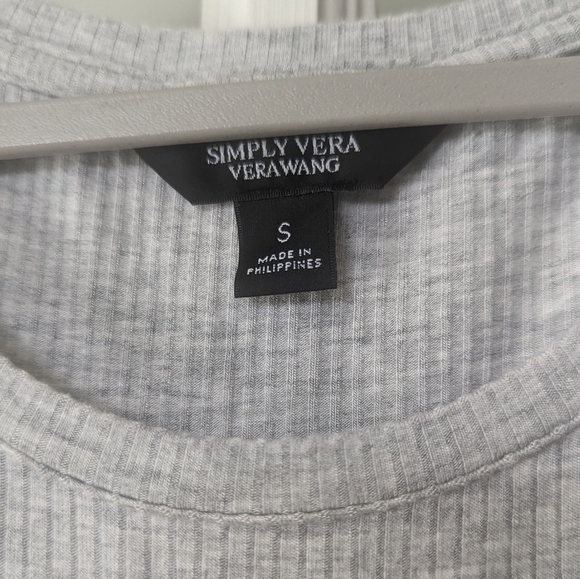 SIMPLY VERA
VERAWANG
S
MADE IN
PHILIPPINES